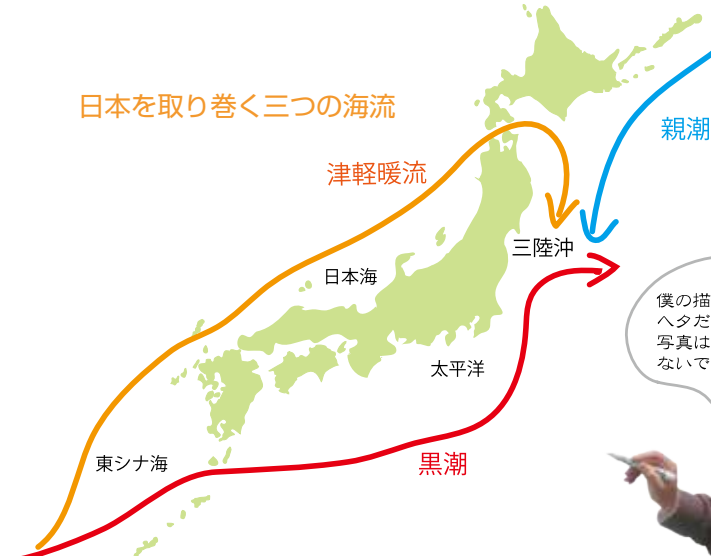 日本を取り巻く三つの海流
親潮
津軽暖流
三陸沖
日本海
僕の描
へタだ
写真は
ないで
太平洋
東シナ海
黒潮